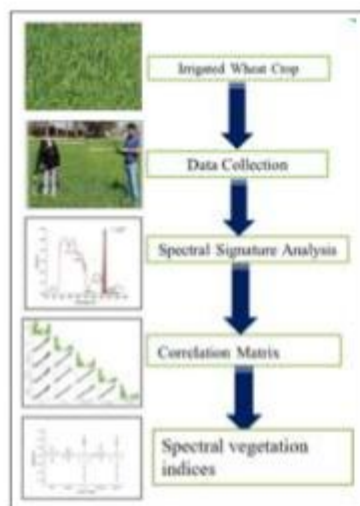 Irrigated Wheat Crop
Data Collection
Spectral Signature Analysis
Correlation Matrix
Spectral vegetation
indices